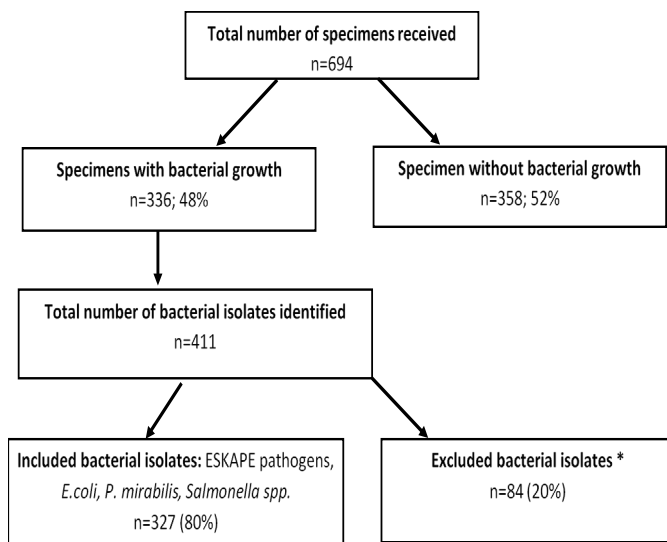 Total number of specimens received
n=694
Specimens with bacterial growth
n=336; 48%
Specimen without bacterial growth
n=358; 52%
Total number of bacterial isolates identified
n=411
Included bacterial isolates: ESKAPE pathogens,
E.coli, P. mirabilis, Salmonella spp.
n=327 (80%)
Excluded bacterial isolates *
n=84 (20%)